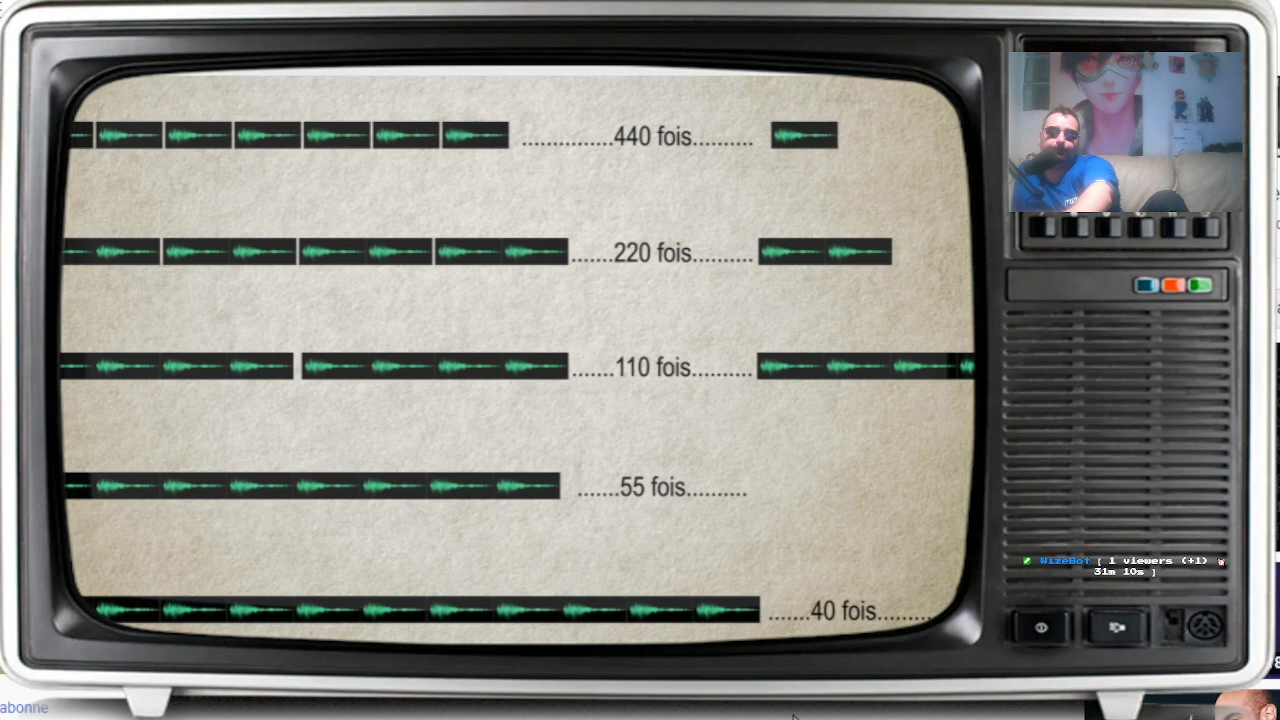 ...............440 fois..........
.......220 fois..........
.......110 fois..........
.......55 fois..........
.......40 fois.........
WizeBot [ 1 viewers (+1)
31m 10s ]
abonne